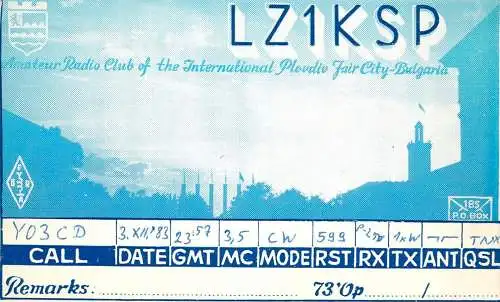 LZ1KSP
Amateur Radio Club of the International Plovdiv Fair City-Bulgaria
185
P.O.BOX
YO3CD 3.XII.'83 23:57 3,5 CW 599 1KW TNX
CALL DATE GMT MC MODE RST RX TX ANT QSL
Remarks 73'Op /